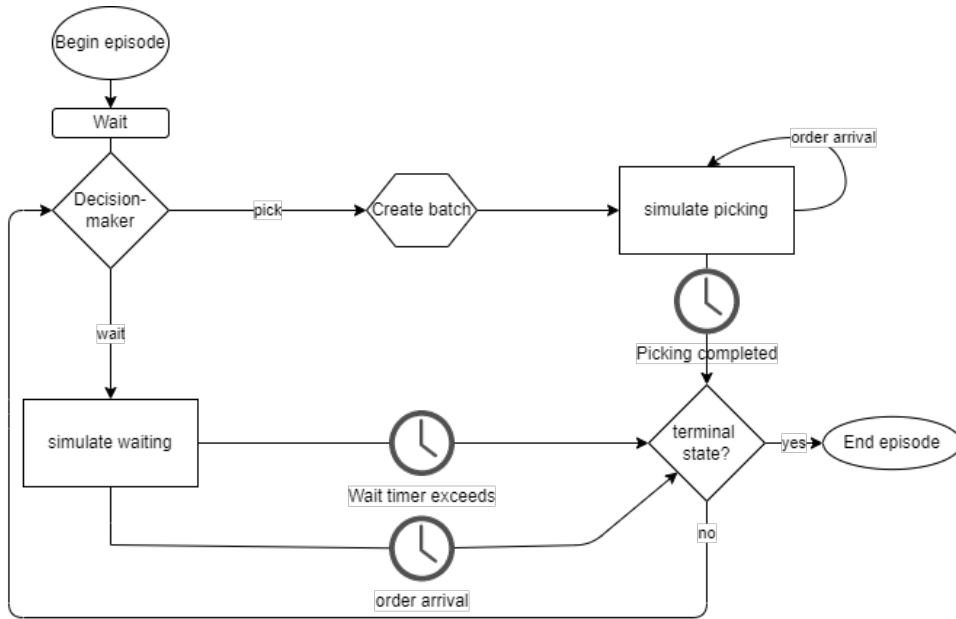 Begin episode
Wait
order arrival
Decision-
maker
pick
Create batch
simulate picking
wait
Picking completed
simulate waiting
Wait timer exceeds
terminal
state?
yes
End episode
no
order arrival